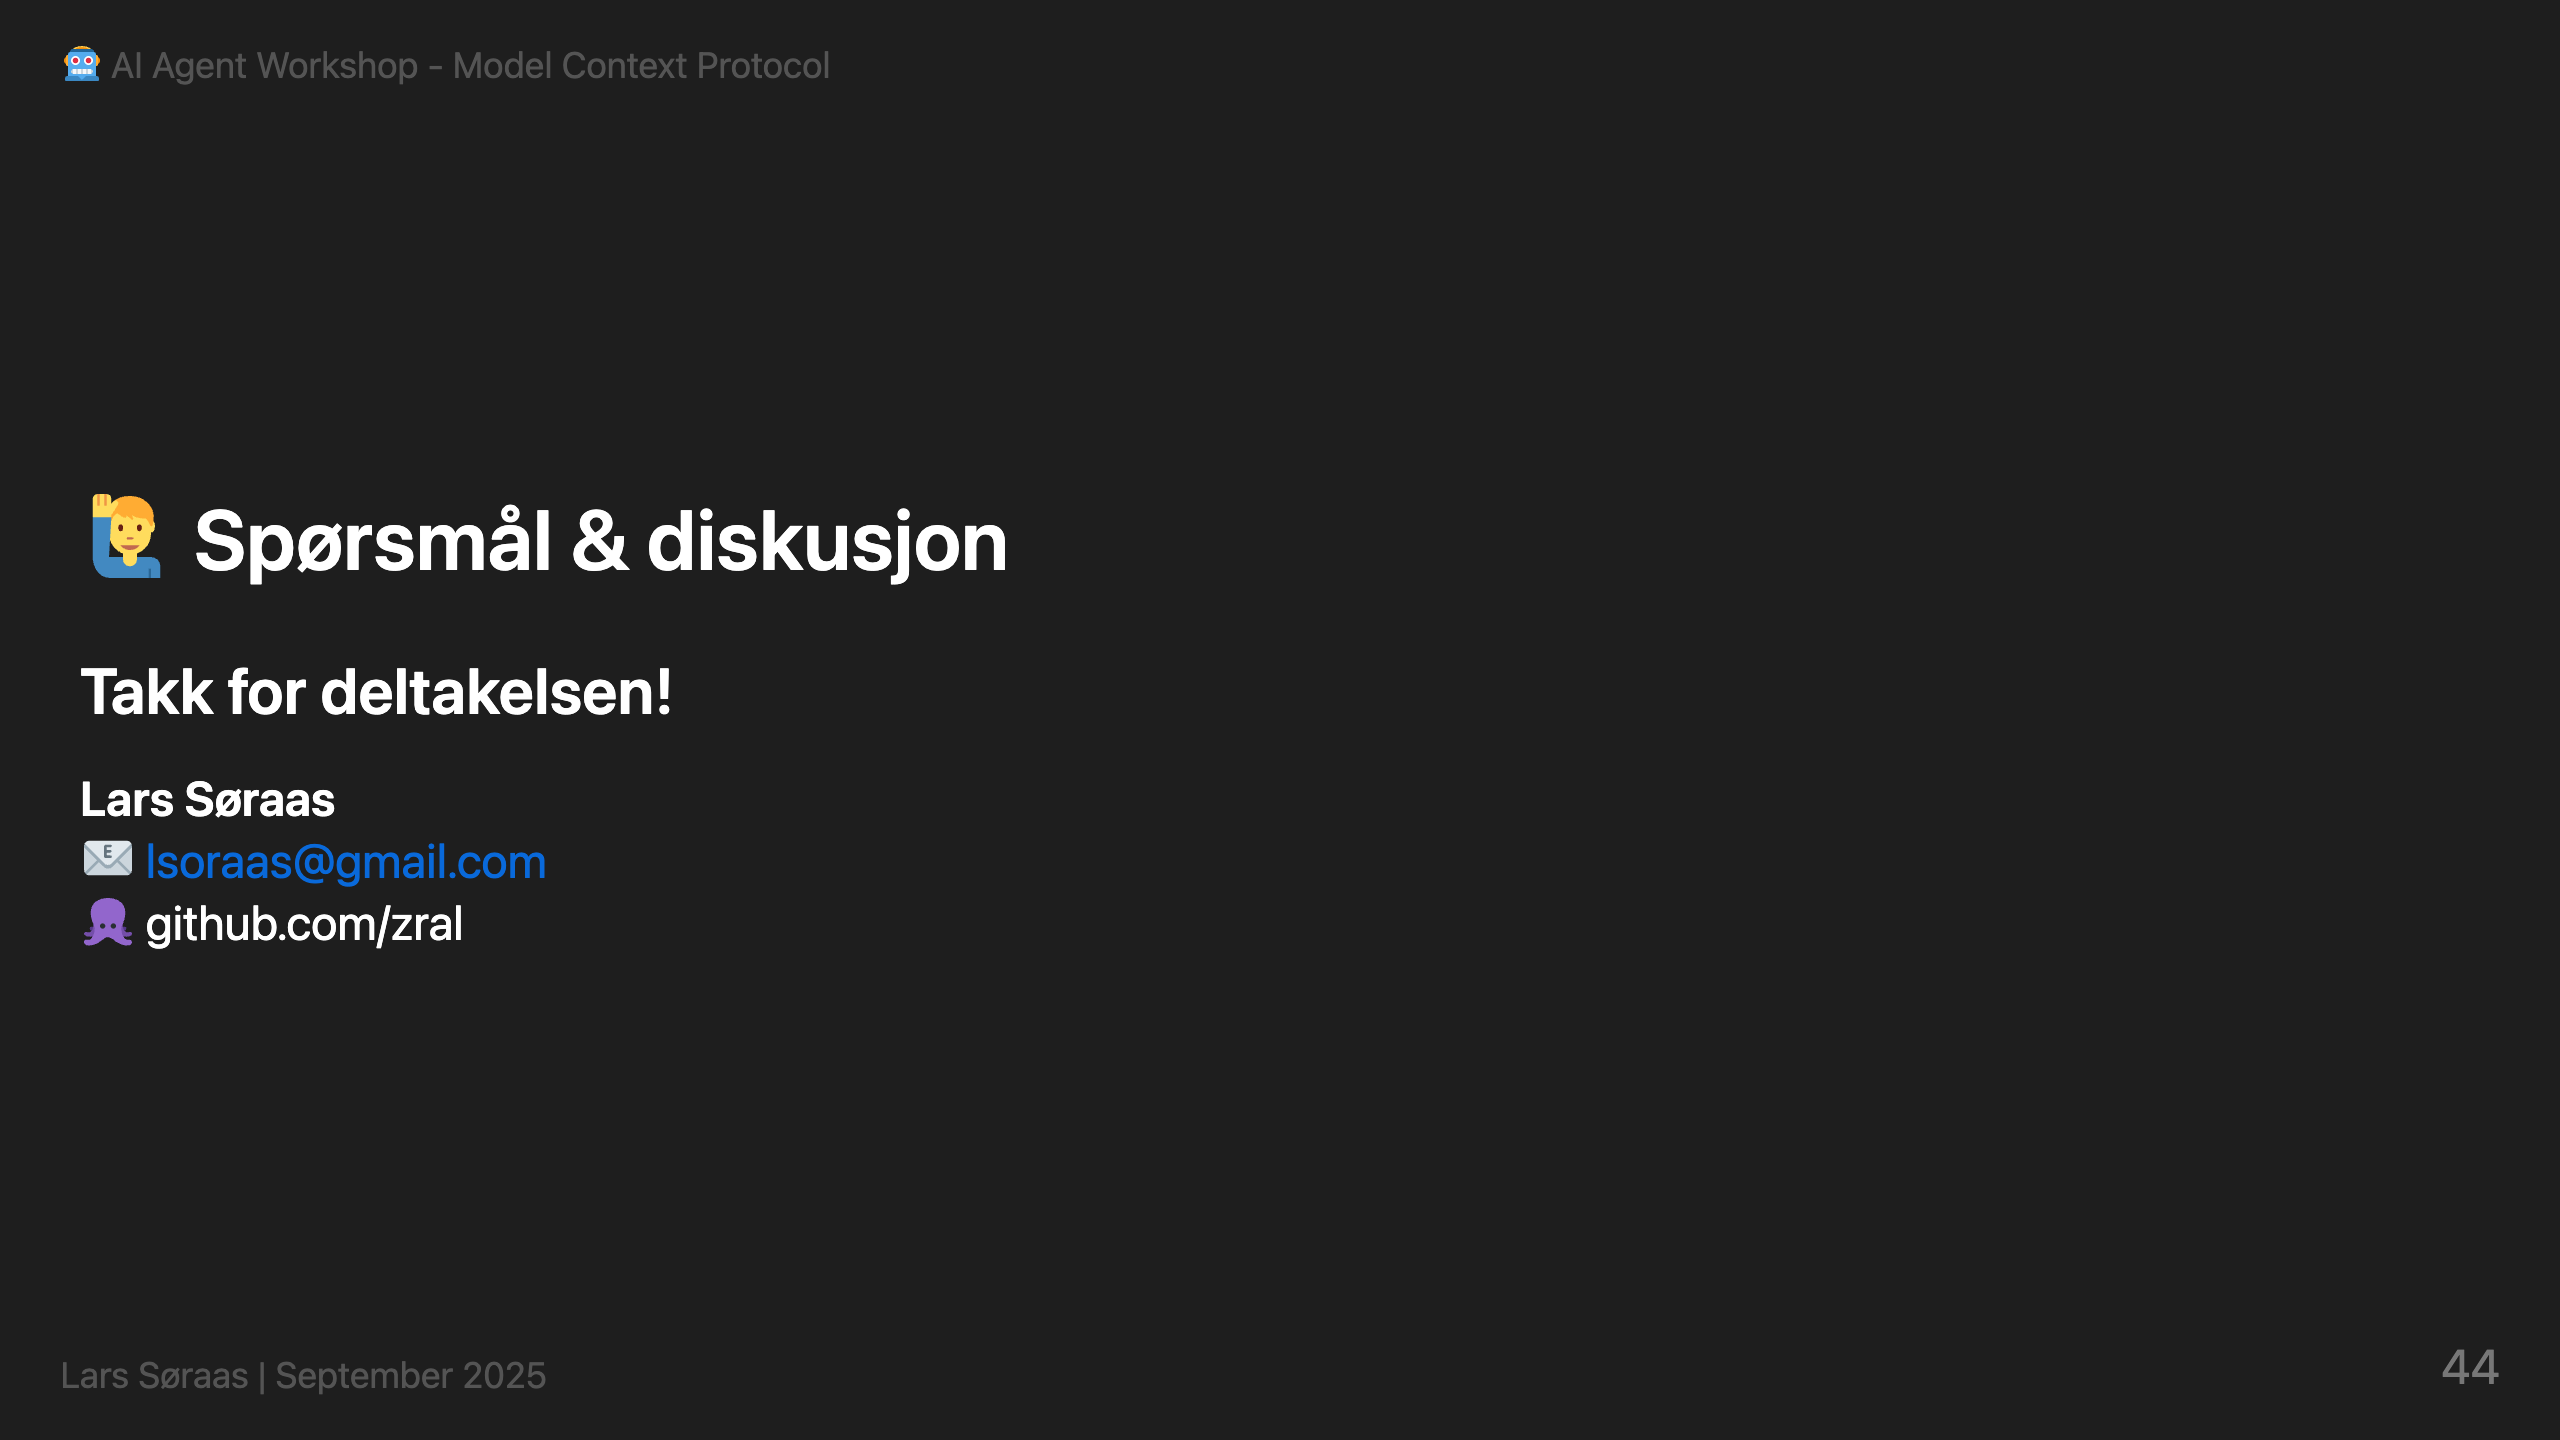 🤖 AI Agent Workshop - Model Context Protocol
🙋‍♂️ Spørsmål & diskusjon
Takk for deltakelsen!
Lars Søraas
📧 lsoraas@gmail.com
🐙 github.com/zral
Lars Søraas | September 2025
44